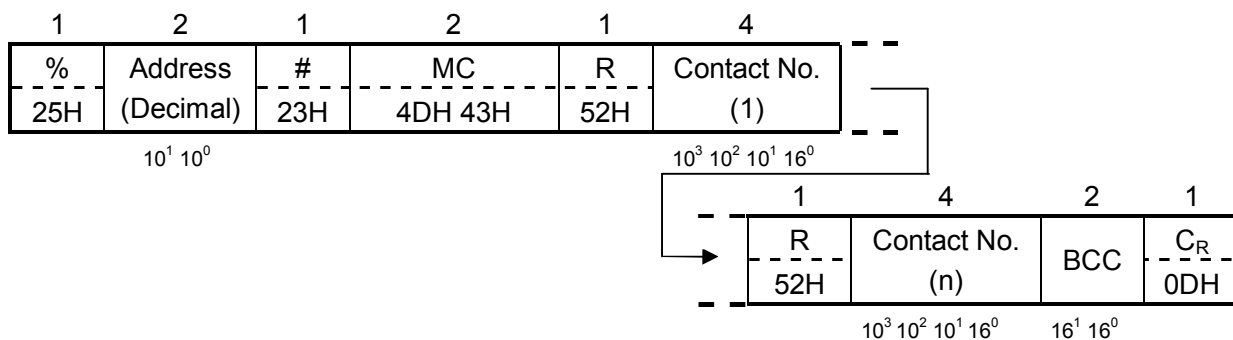 1 2 1 2 1 4
% Address # MC R Contact No.
25H (Decimal) 23H 4DH 43H 52H (1)
10¹ 10⁰ 10³ 10² 10¹ 16⁰
1 4 2 1
R Contact No. BCC C_R
52H (n) 0DH
10³ 10² 10¹ 16⁰ 16¹ 16⁰